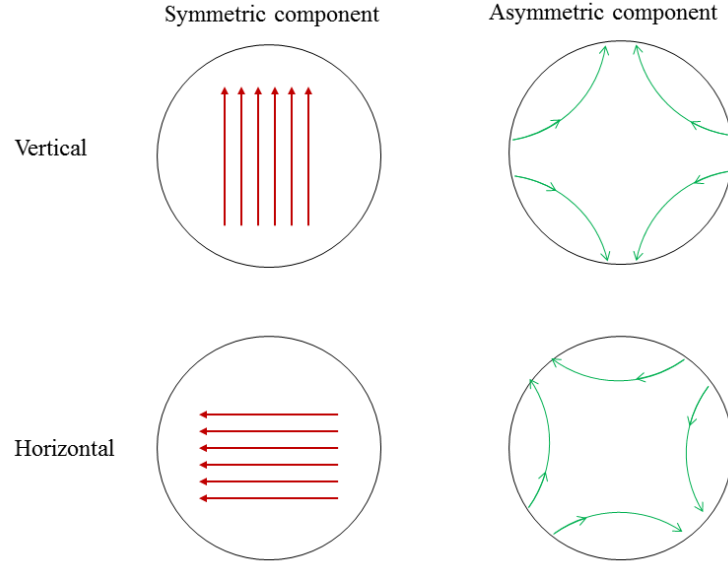 Symmetric component
Asymmetric component
Vertical
Horizontal